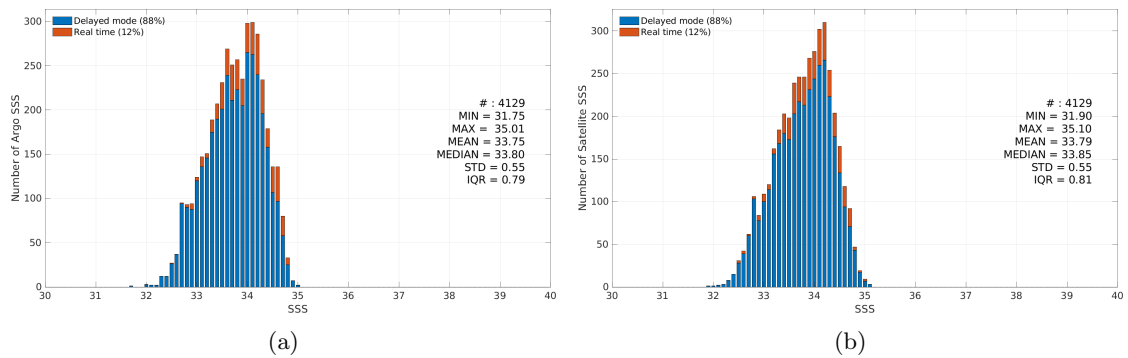 Delayed mode (88%)
Real time (12%)
Number of Argo SSS
300
250
200
150
100
50
0
# : 4129
MIN = 31.75
MAX = 35.01
MEAN = 33.75
MEDIAN = 33.80
STD = 0.55
IQR = 0.79
30 31 32 33 34 35 36 37 38 39 40
SSS
(a)
Delayed mode (88%)
Real time (12%)
Number of Satellite SSS
300
250
200
150
100
50
0
# : 4129
MIN = 31.90
MAX = 35.10
MEAN = 33.79
MEDIAN = 33.85
STD = 0.55
IQR = 0.81
30 31 32 33 34 35 36 37 38 39 40
SSS
(b)